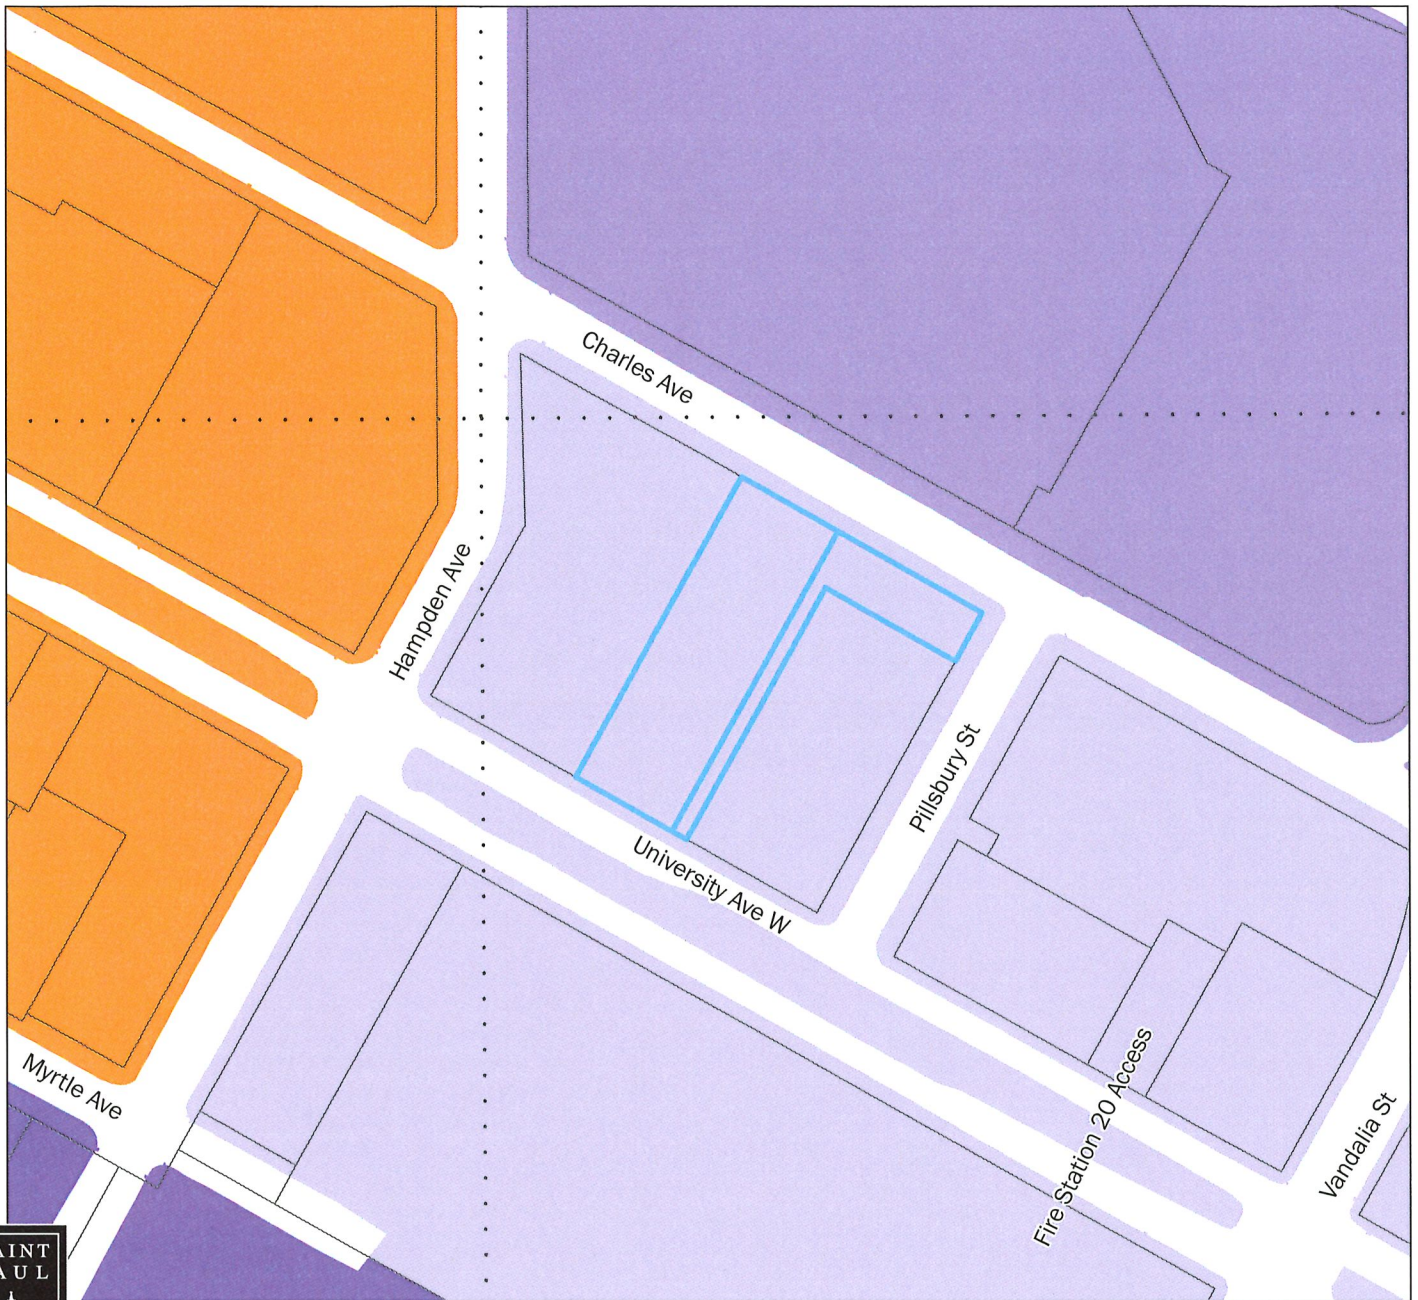 Charles Ave
Hampden Ave
Pillsbury St
University Ave W
Myrtle Ave
Fire Station 20 Access
Vandalia St
AINT
AUL